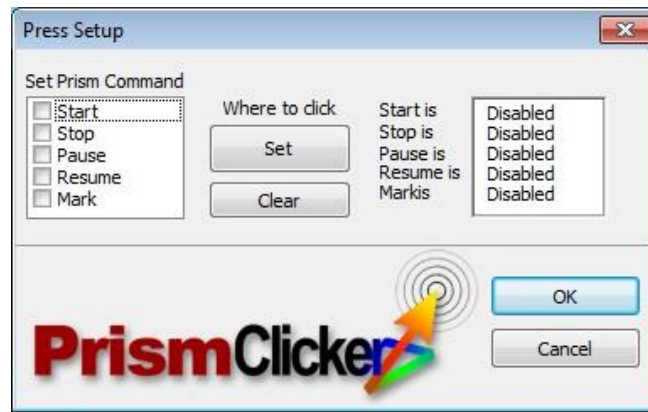 Press Setup
Set Prism Command
Start
Stop
Pause
Resume
Mark
Where to click
Set
Clear
Start is
Stop is
Pause is
Resume is
Markis
Disabled
Disabled
Disabled
Disabled
Disabled
PrismClicker
OK
Cancel